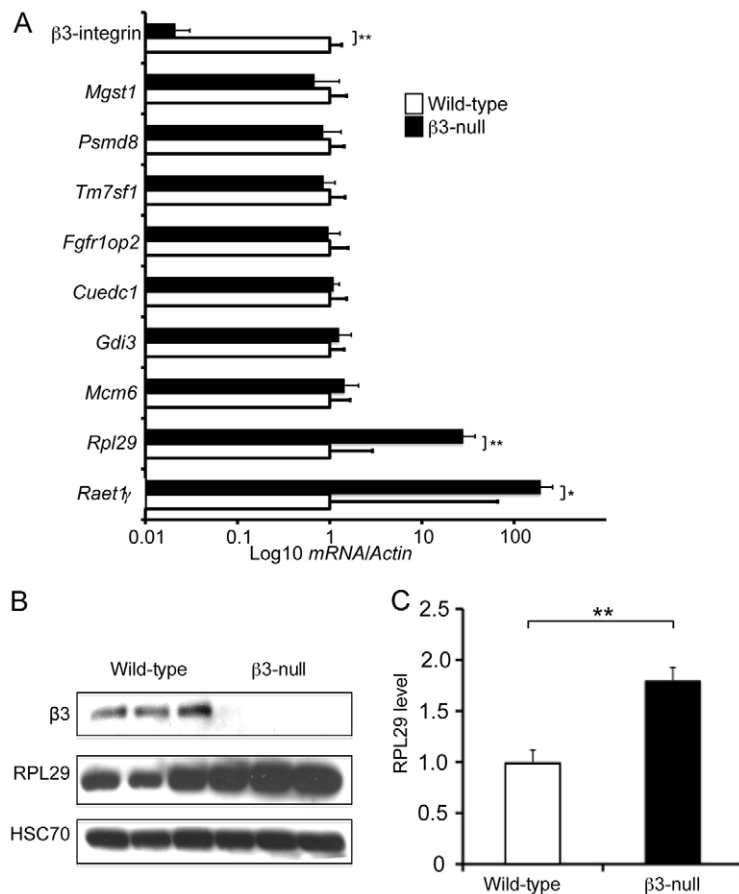 A
β3-integrin
**
Mgst1
Wild-type
β3-null
Psmd8
Tm7sf1
Fgfr1op2
Cuedc1
Gdi3
Mcm6
Rpl29
**
Raet1γ
*
0.01 0.1 1 10 100
Log10 mRNA/Actin
B
Wild-type β3-null
β3
RPL29
HSC70
C
2.5
**
2.0
1.5
1.0
0.5
0
RPL29 level
Wild-type β3-null